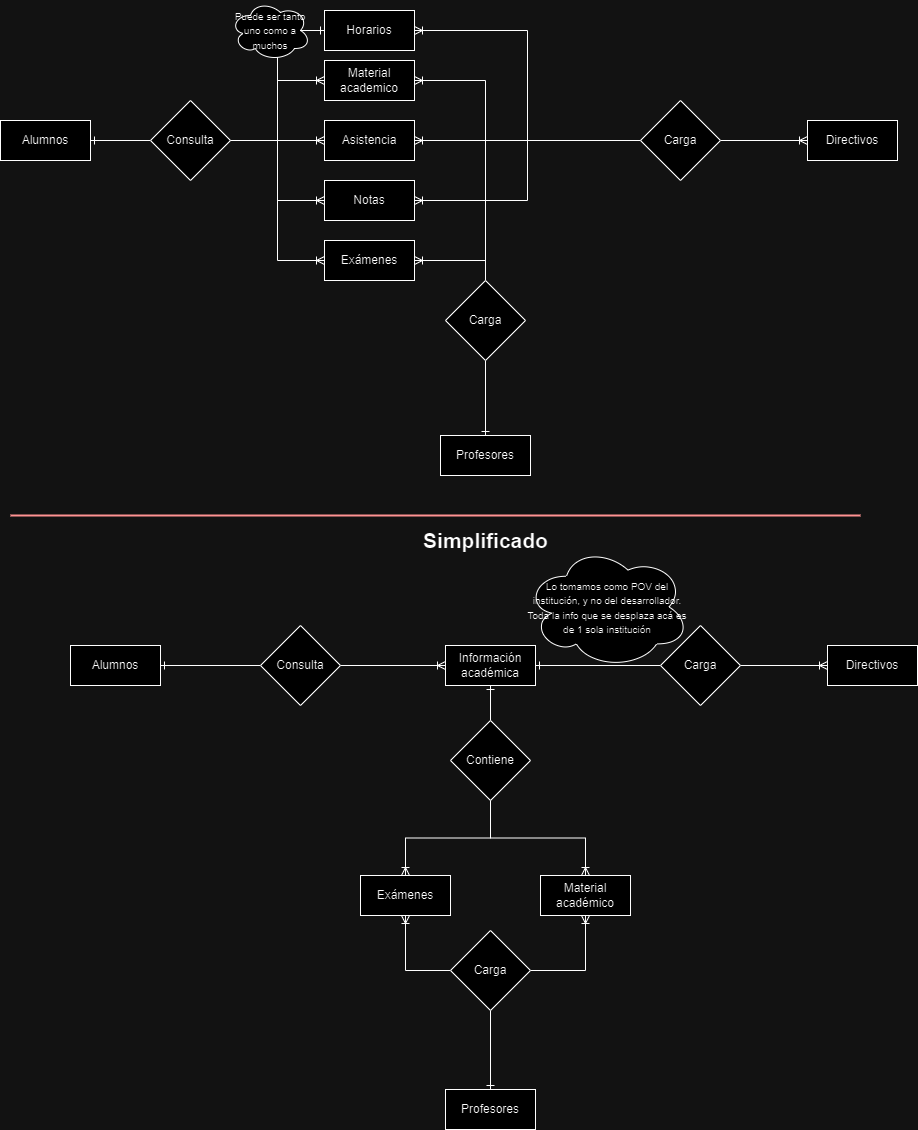 Puede ser tanto
uno como a
muchos
Horarios
Material
academico
Alumnos
Consulta
Asistencia
Carga
Directivos
Notas
Exámenes
Carga
Profesores
Simplificado
Lo tomamos como POV del
institución, y no del desarrollador.
Toda la info que se desplaza acá es
de 1 sola institución
Alumnos
Consulta
Información
académica
Carga
Directivos
Contiene
Exámenes
Material
académico
Carga
Profesores